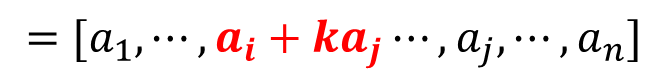 = [a₁, ⋯, aᵢ + kaⱼ ⋯, aⱼ, ⋯, aₙ]